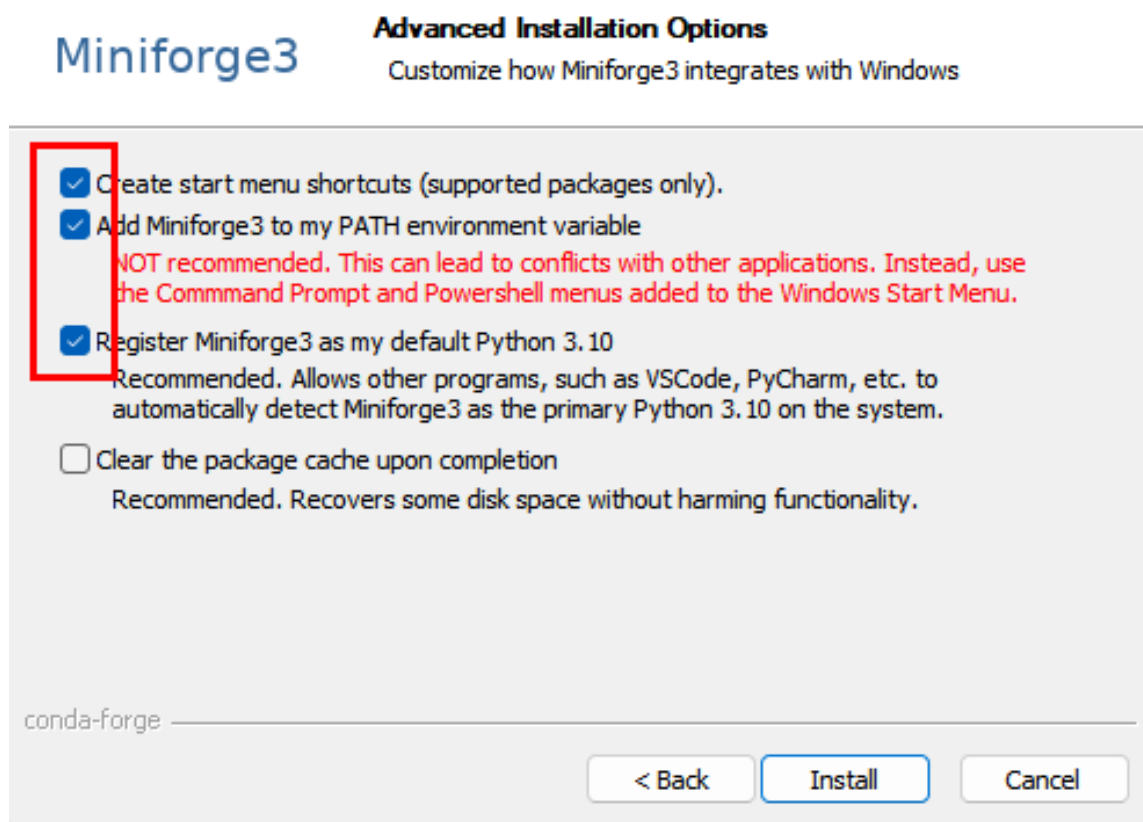 Miniforge3
Advanced Installation Options
Customize how Miniforge3 integrates with Windows
Create start menu shortcuts (supported packages only).
Add Miniforge3 to my PATH environment variable
NOT recommended. This can lead to conflicts with other applications. Instead, use
the Commmand Prompt and Powershell menus added to the Windows Start Menu.
Register Miniforge3 as my default Python 3.10
Recommended. Allows other programs, such as VSCode, PyCharm, etc. to
automatically detect Miniforge3 as the primary Python 3.10 on the system.
Clear the package cache upon completion
Recommended. Recovers some disk space without harming functionality.
conda-forge
< Back
Install
Cancel